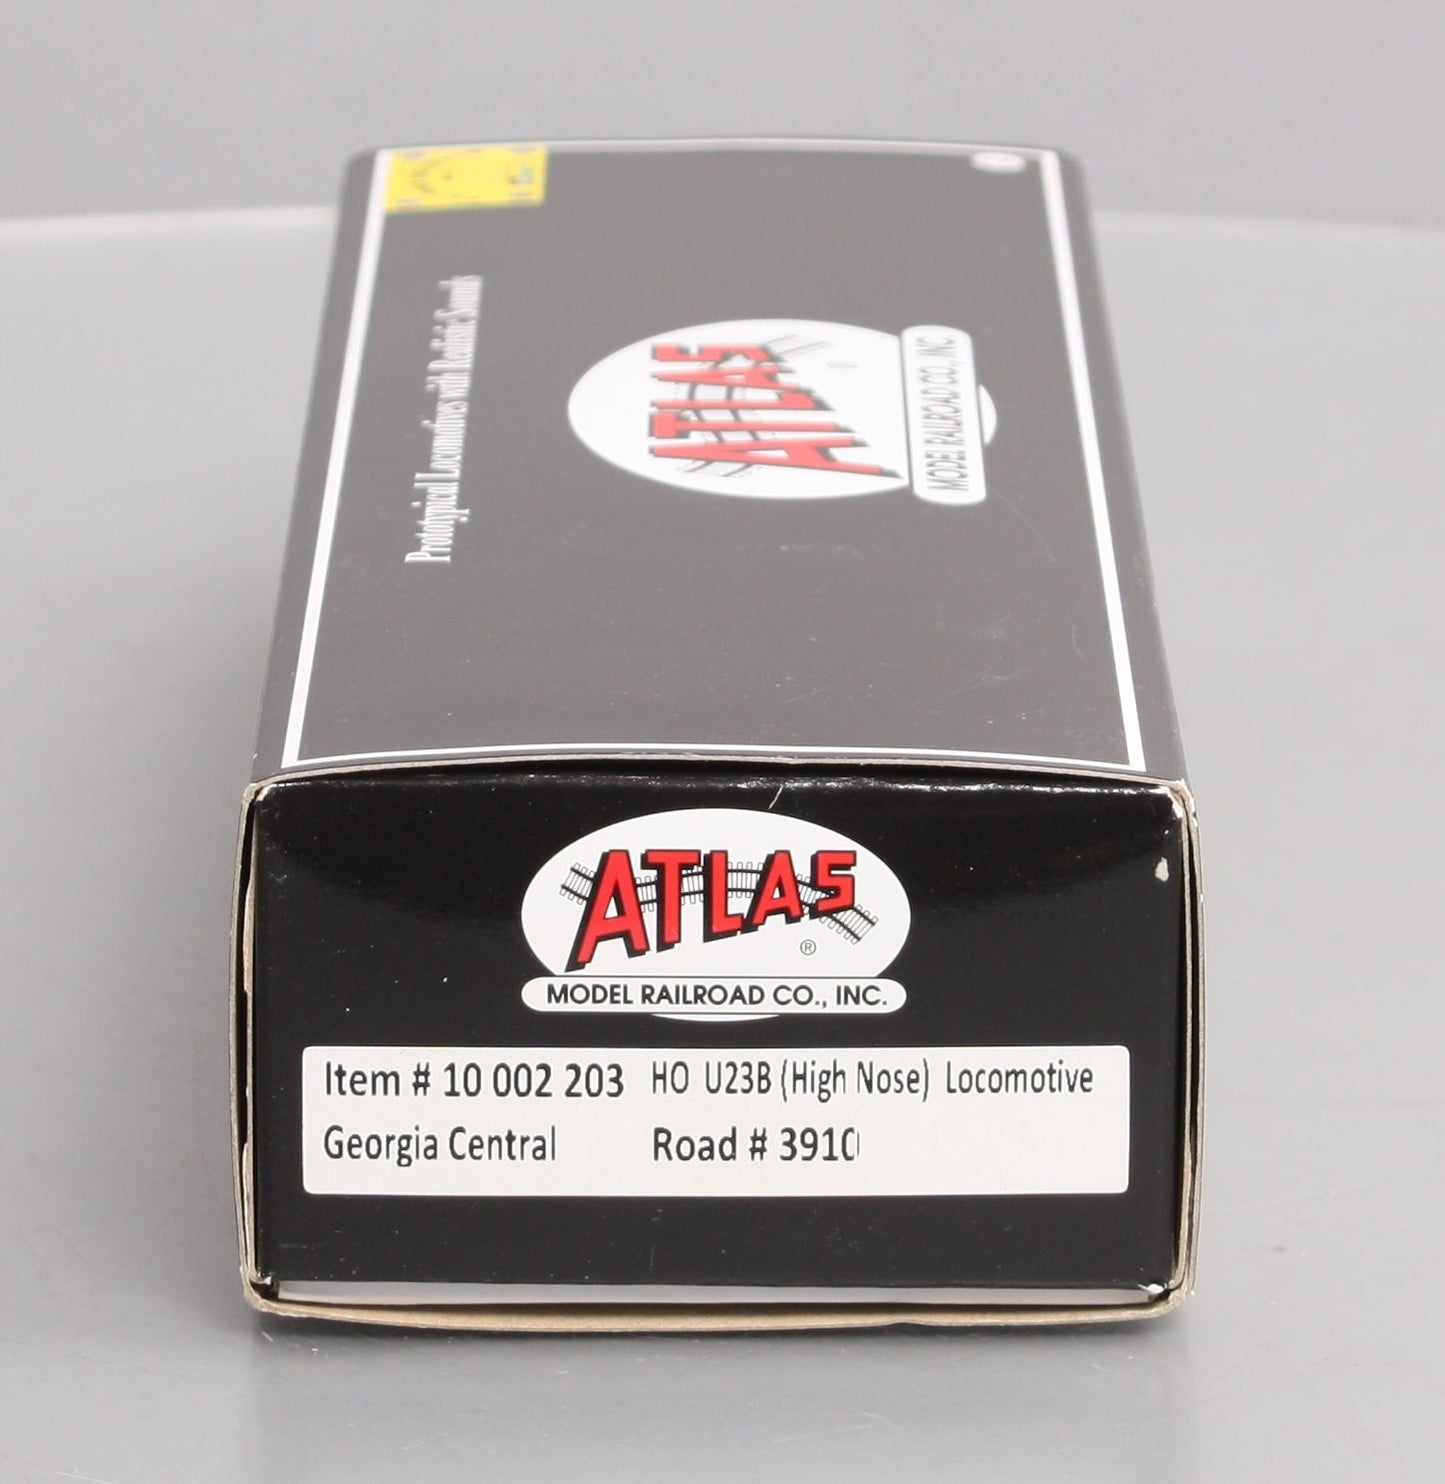 Prototypical Locomotives with Realistic Sounds
ATLAS
®
MODEL RAILROAD CO., INC.
ATLAS
®
MODEL RAILROAD CO., INC.
Item # 10 002 203 HO U23B (High Nose) Locomotive
Georgia Central Road # 3910